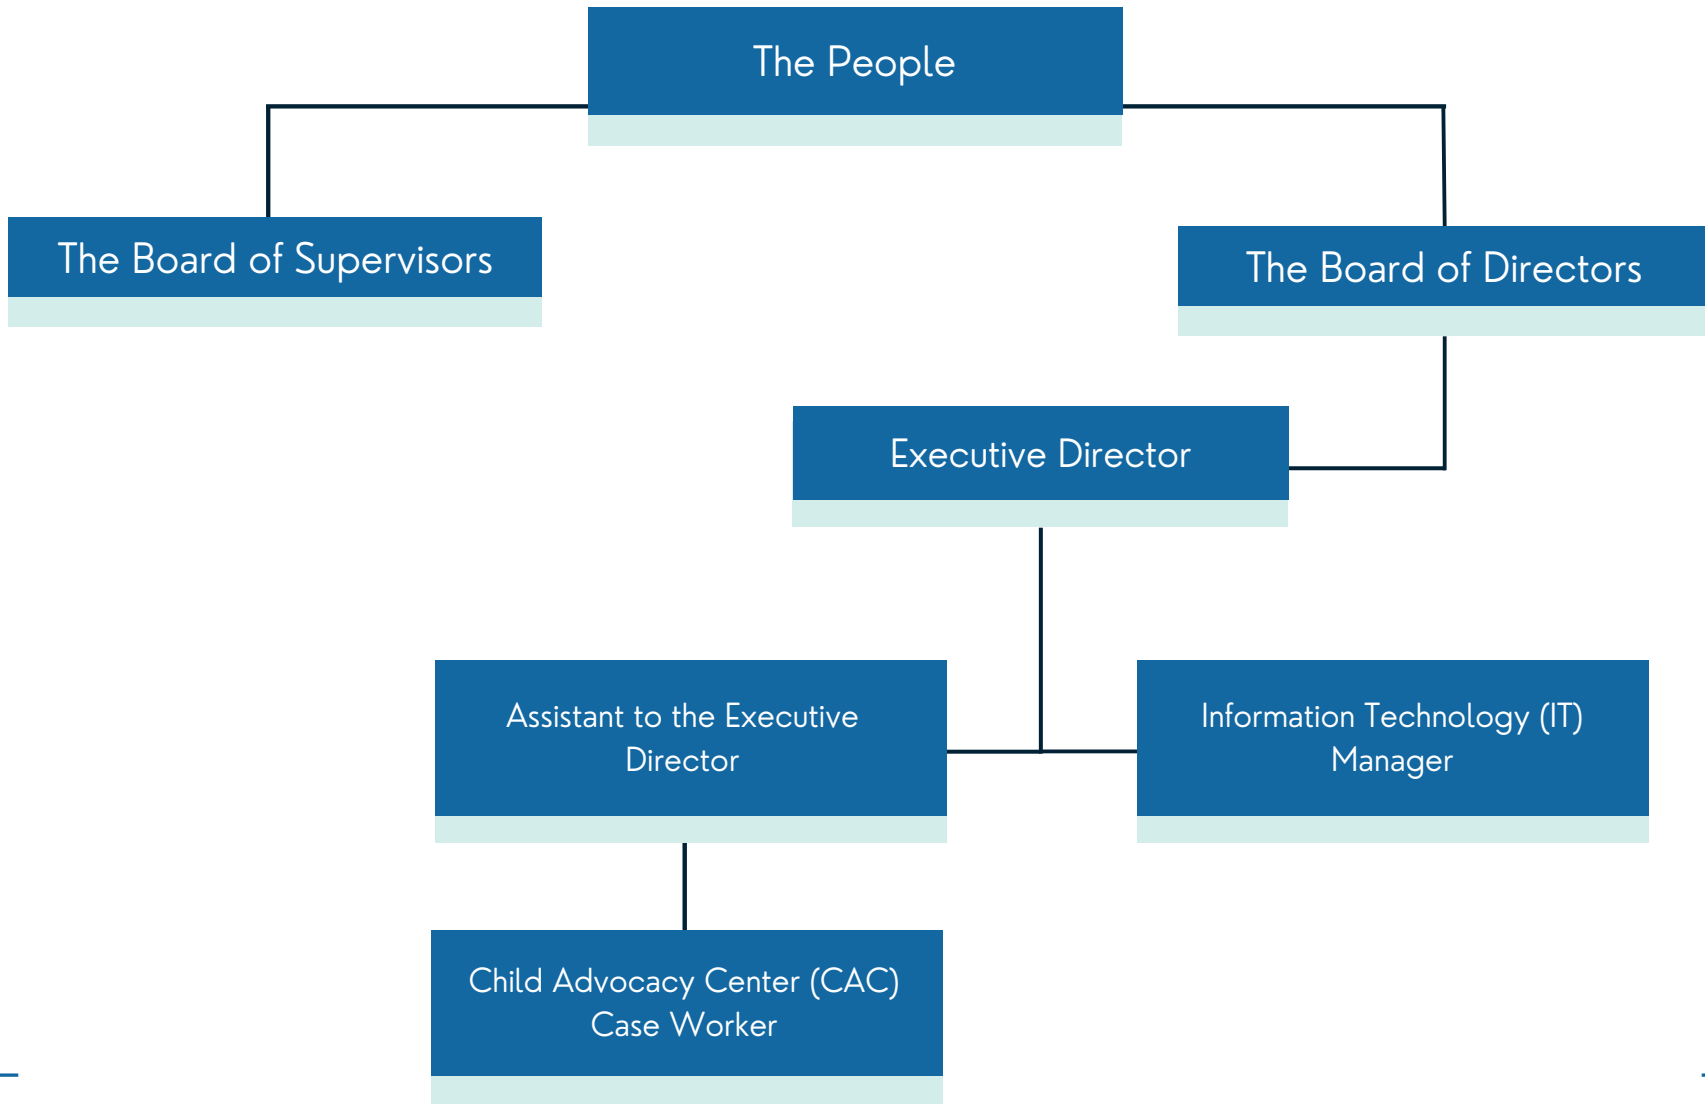 The People
The Board of Supervisors
The Board of Directors
Executive Director
Assistant to the Executive
Director
Information Technology (IT)
Manager
Child Advocacy Center (CAC)
Case Worker